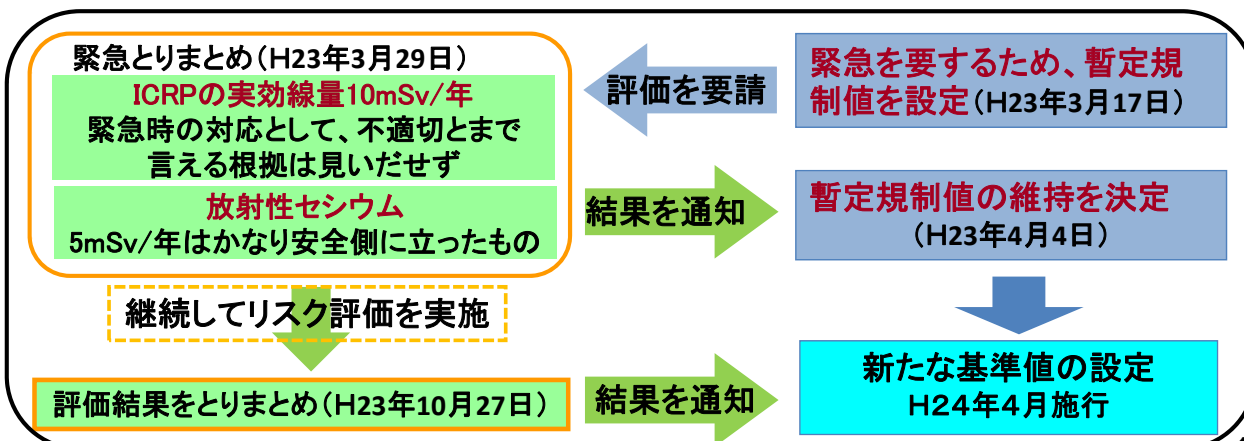 緊急とりまとめ(H23年3月29日)
ICRPの実効線量10mSv/年
緊急時の対応として、不適切とまで
言える根拠は見いだせず
放射性セシウム
5mSv/年はかなり安全側に立ったもの
評価を要請
緊急を要するため、暫定規
制値を設定(H23年3月17日)
結果を通知
暫定規制値の維持を決定
(H23年4月4日)
継続してリスク評価を実施
評価結果をとりまとめ(H23年10月27日)
結果を通知
新たな基準値の設定
H24年4月施行